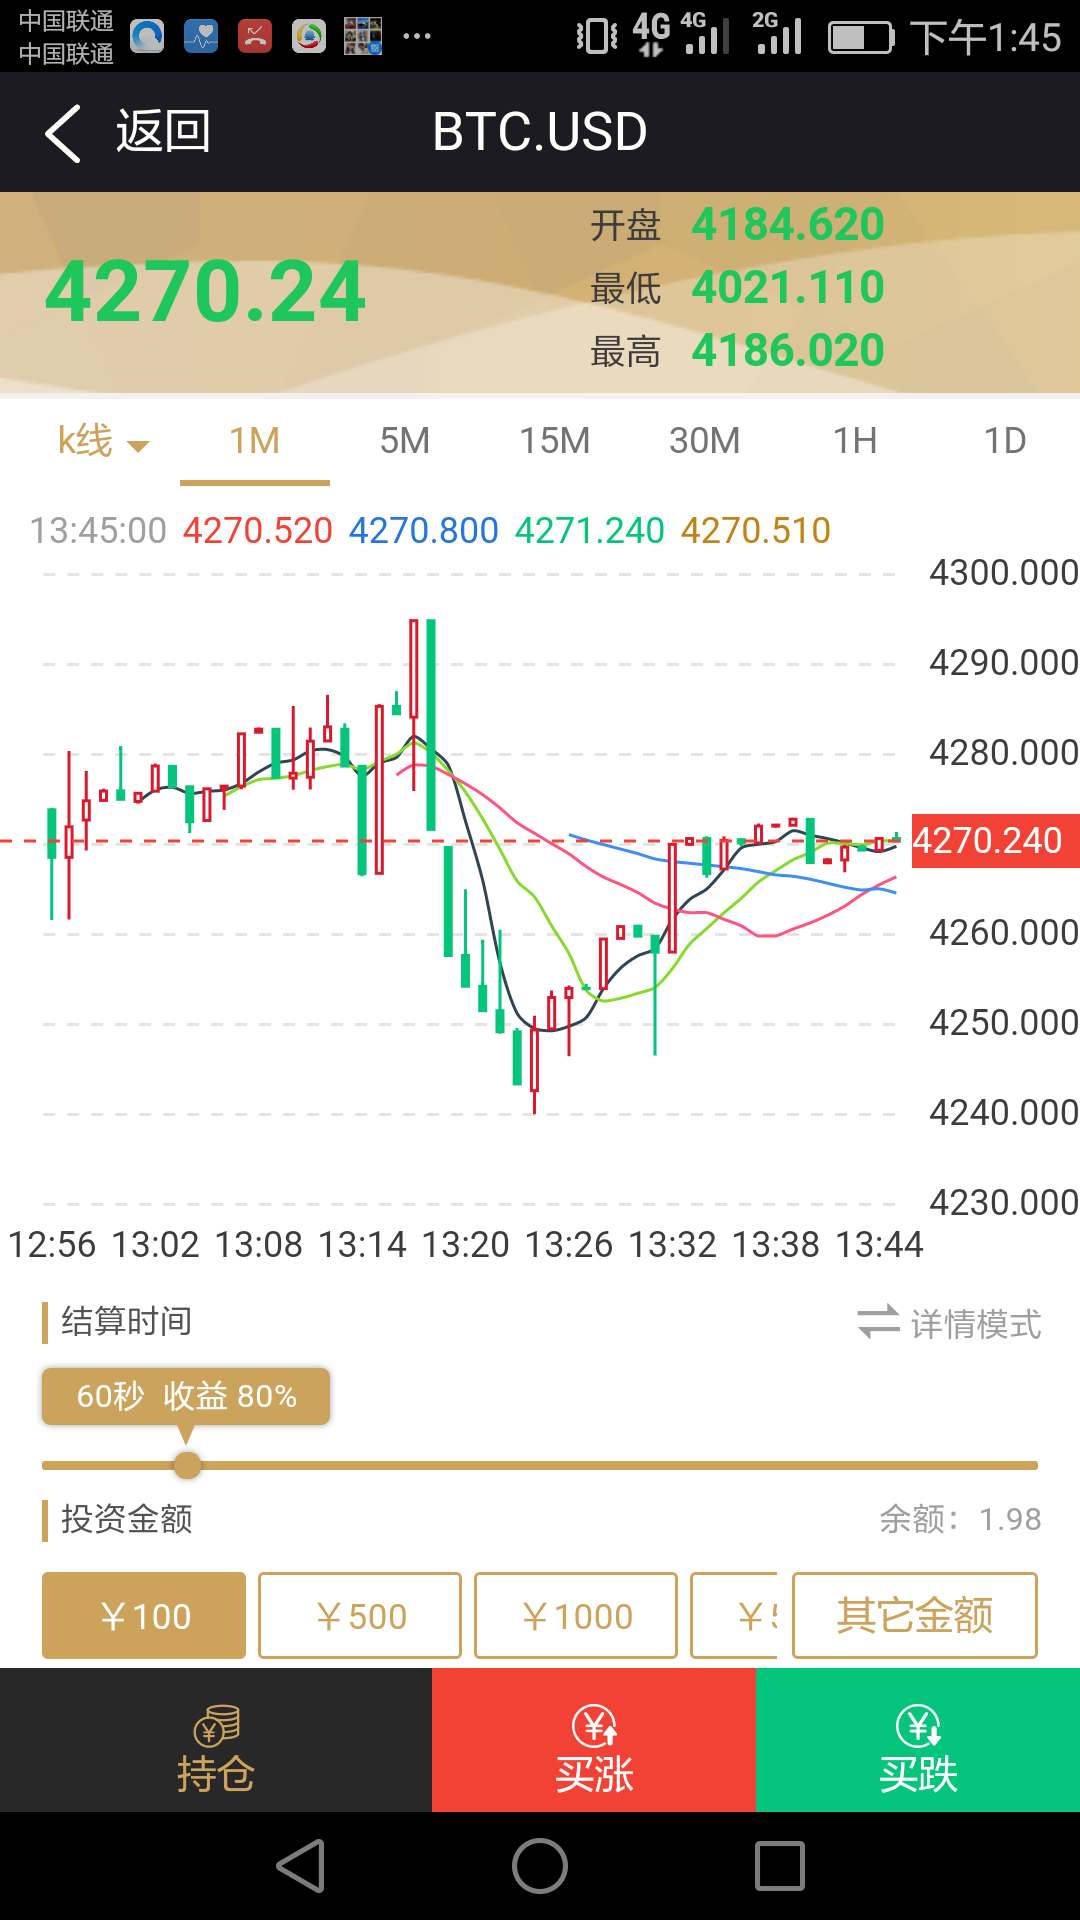 中国联通
中国联通
4G 4G 2G 下午1:45
返回 BTC.USD
4270.24
开盘 4184.620
最低 4021.110
最高 4186.020
k线 1M 5M 15M 30M 1H 1D
13:45:00 4270.520 4270.800 4271.240 4270.510
4300.000
4290.000
4280.000
4270.240
4260.000
4250.000
4240.000
4230.000
12:56 13:02 13:08 13:14 13:20 13:26 13:32 13:38 13:44
结算时间 详情模式
60秒 收益 80%
投资金额 余额：1.98
￥100 ￥500 ￥1000 ￥5 其它金额
持仓 买涨 买跌